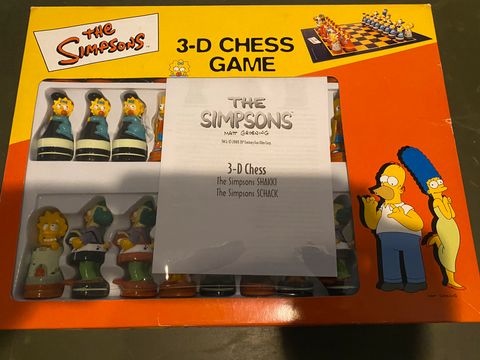 THE
SIMPSONS
3-D CHESS
GAME
THE
SIMPSONS
MATT GROENING
3-D Chess
The Simpsons SHAKKI
The Simpsons SCHACK